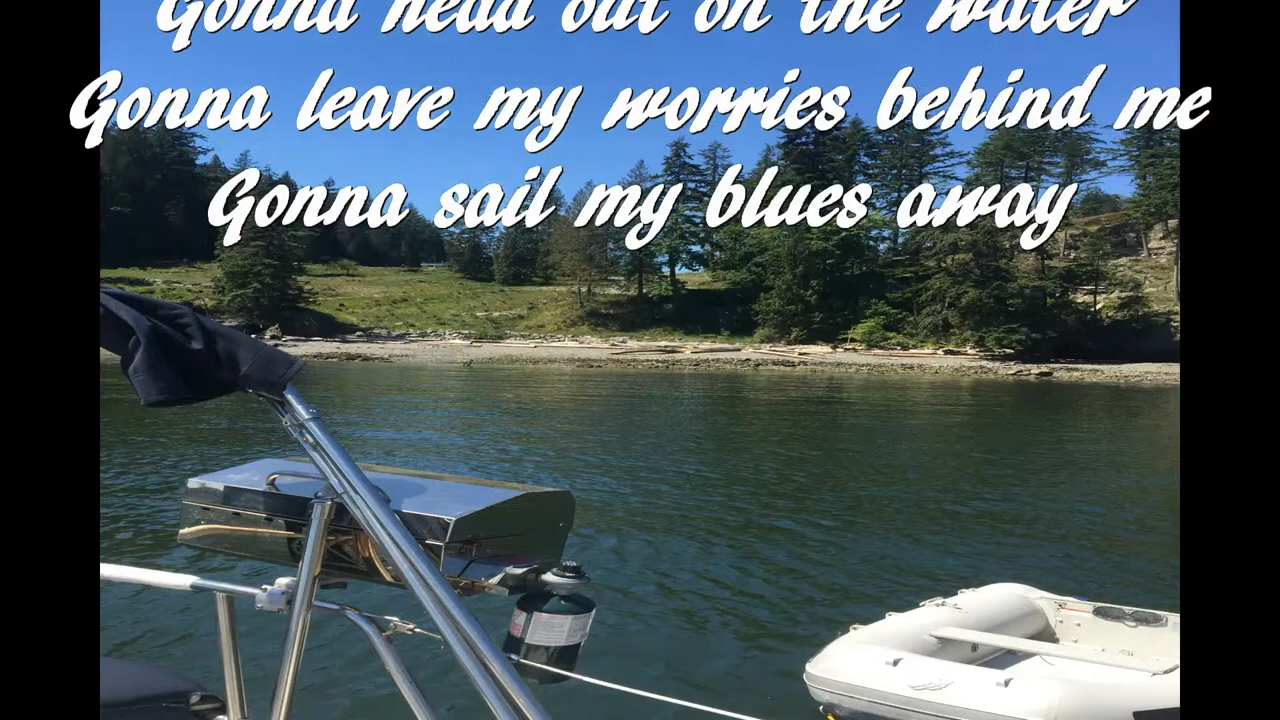 Gonna head out on the water
Gonna leave my worries behind me
Gonna sail my blues away